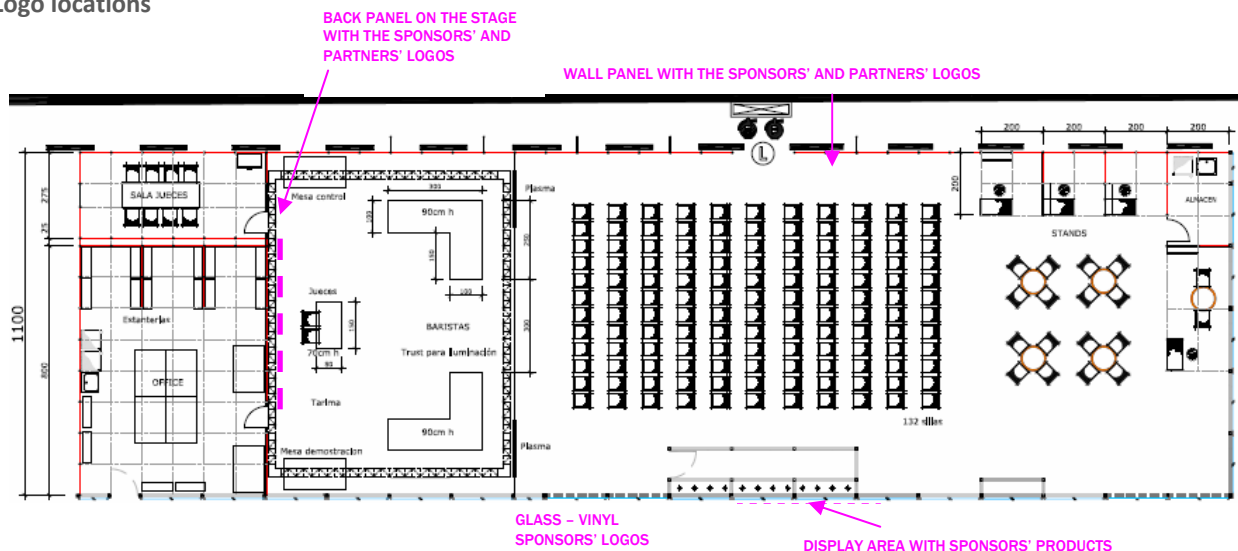 Logo locations
BACK PANEL ON THE STAGE
WITH THE SPONSORS' AND
PARTNERS' LOGOS
WALL PANEL WITH THE SPONSORS' AND PARTNERS' LOGOS
200
200
200
200
L
1100
275
25
800
SALA JUECES
Mesa control
300
100
90cm h
150
100
Plasma
250
300
200
STANDS
ALMACEN
Extanterías
OFFICE
Jueces
150
70cm h
BARISTAS
Trust para iluminación
Tarima
90cm h
Mesa demostracion
Plasma
132 sillas
GLASS – VINYL
SPONSORS' LOGOS
DISPLAY AREA WITH SPONSORS' PRODUCTS